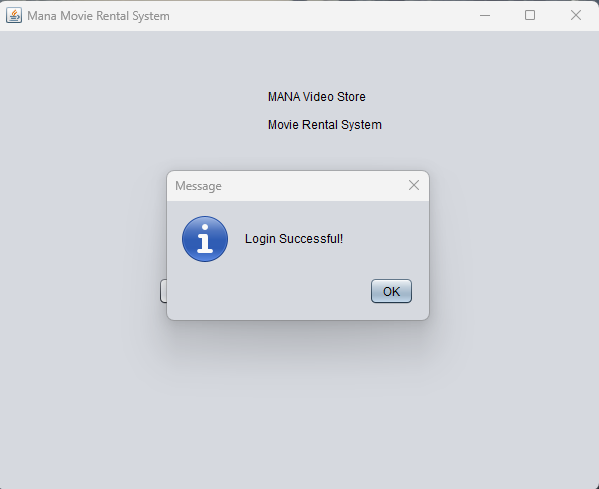 Mana Movie Rental System
MANA Video Store
Movie Rental System
Message
Login Successful!
OK